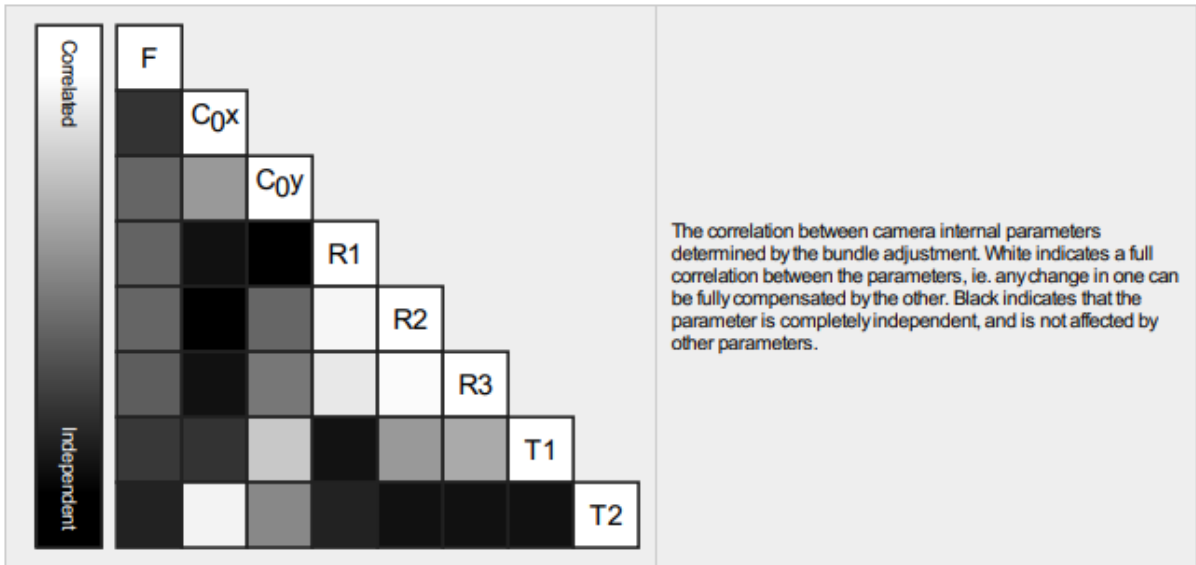 Correlated
Independent
F
C0x
C0y
R1
R2
R3
T1
T2
The correlation between camera internal parameters
determined by the bundle adjustment. White indicates a full
correlation between the parameters, ie. any change in one can
be fully compensated by the other. Black indicates that the
parameter is completely independent, and is not affected by
other parameters.